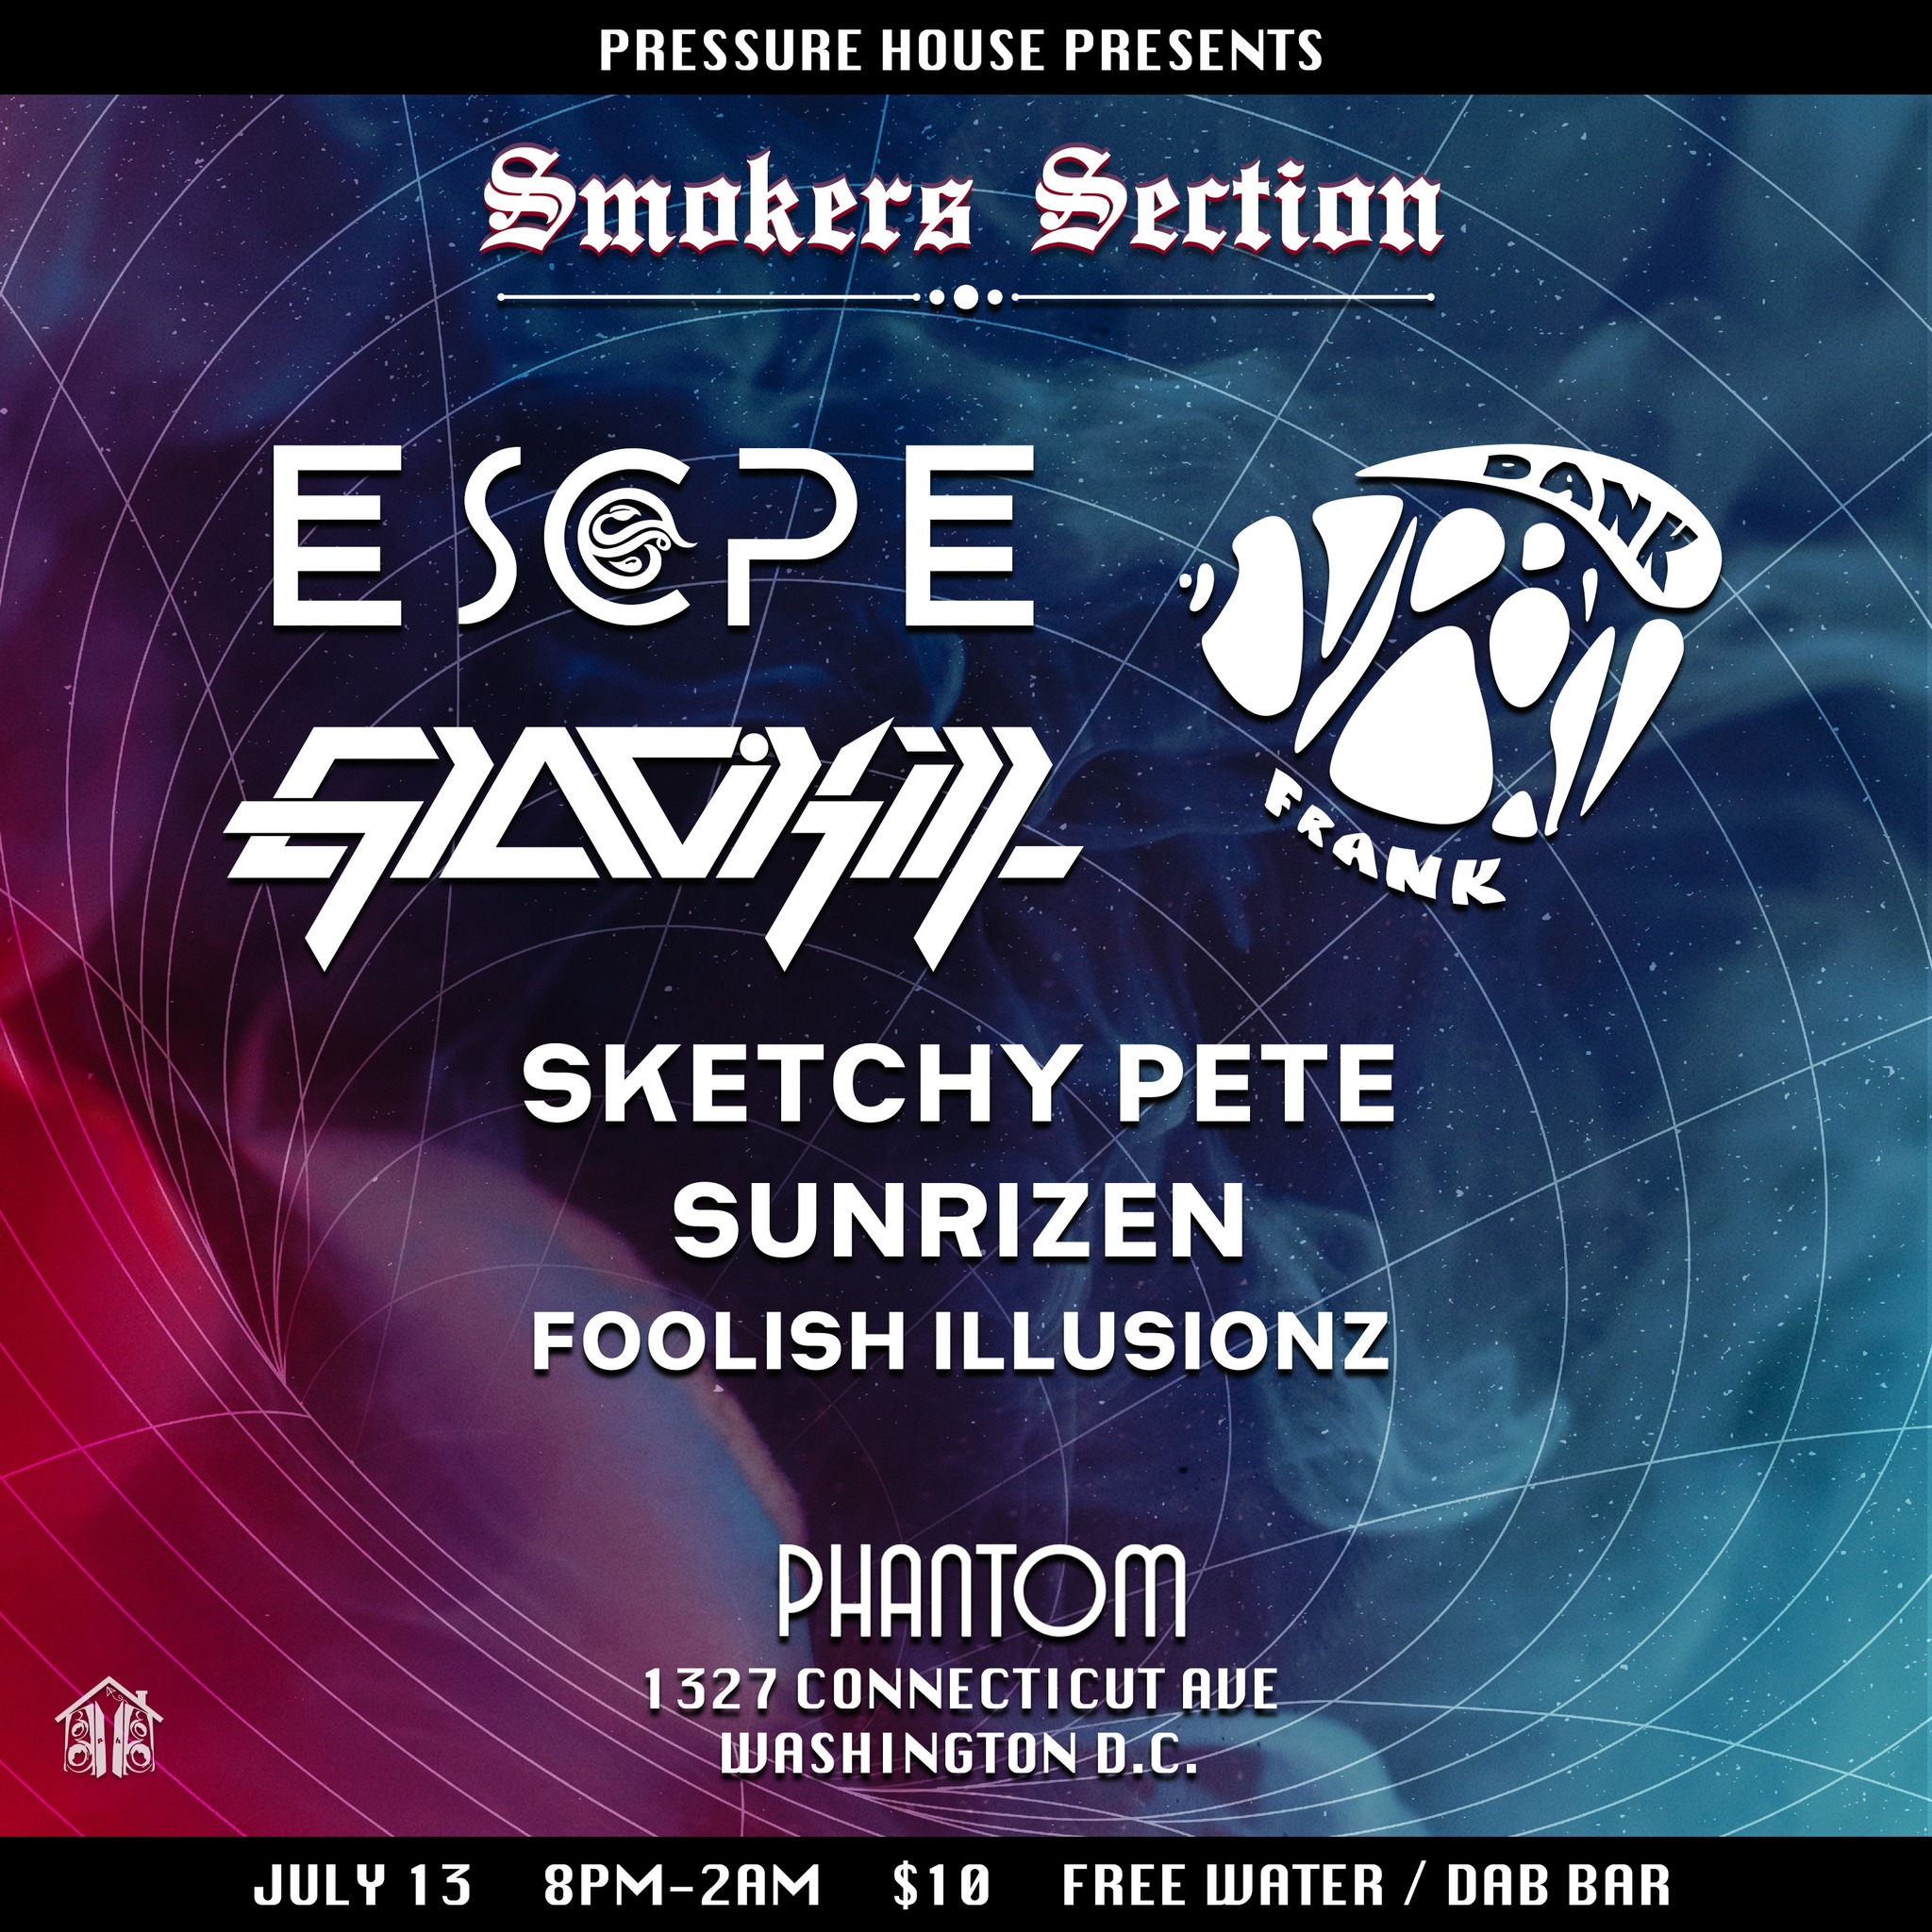 PRESSURE HOUSE PRESENTS
Smokers Section
ESCPE
DANK
FRANK
SKETCHY PETE
SUNRIZEN
FOOLISH ILLUSIONZ
PHANTOM
1327 CONNECTICUT AVE
WASHINGTON D.C.
JULY 13 8PM-2AM $10 FREE WATER / DAB BAR